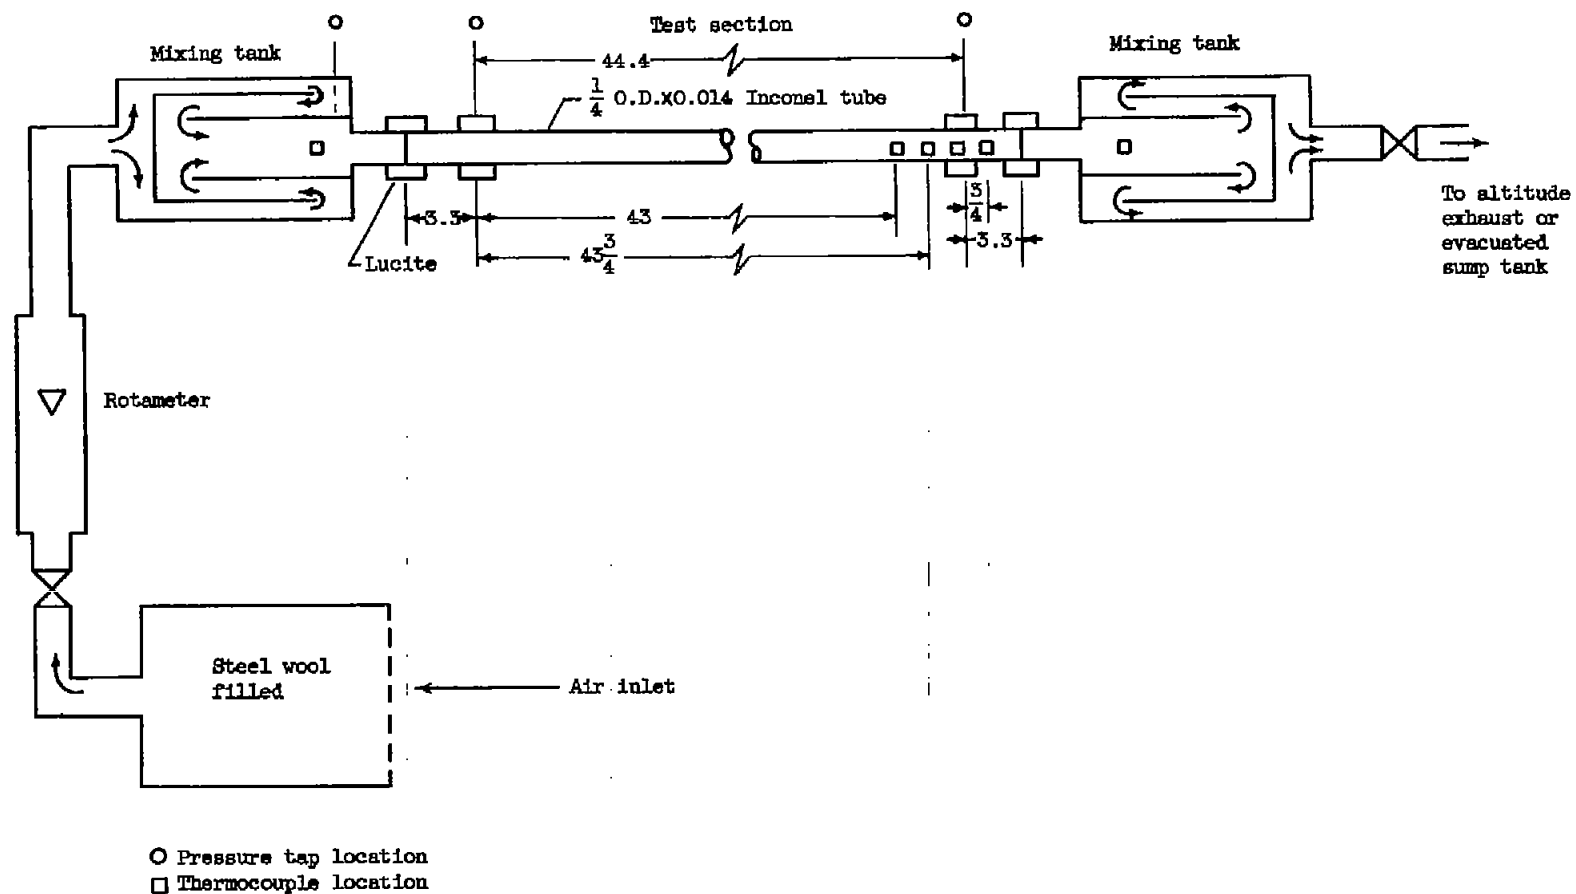 Test section
Mixing tank
Mixing tank
44.4
1/4 O.D.X0.014 Inconel tube
3.3
43
3/4
3.3
43 3/4
Lucite
To altitude
exhaust or
evacuated
sump tank
Rotameter
Steel wool
filled
Air inlet
Pressure tap location
Thermocouple location